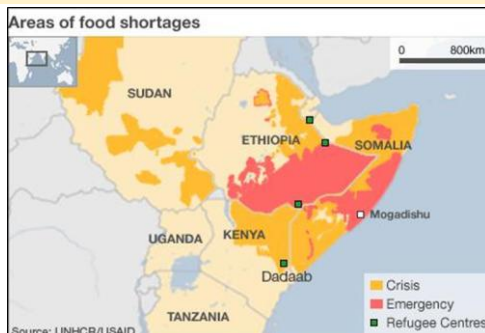 Areas of food shortages
0 800km
SUDAN
ETHIOPIA
SOMALIA
Mogadishu
UGANDA
KENYA
Dadaab
TANZANIA
Crisis
Emergency
Refugee Centres
Source: UNHCR/USAID